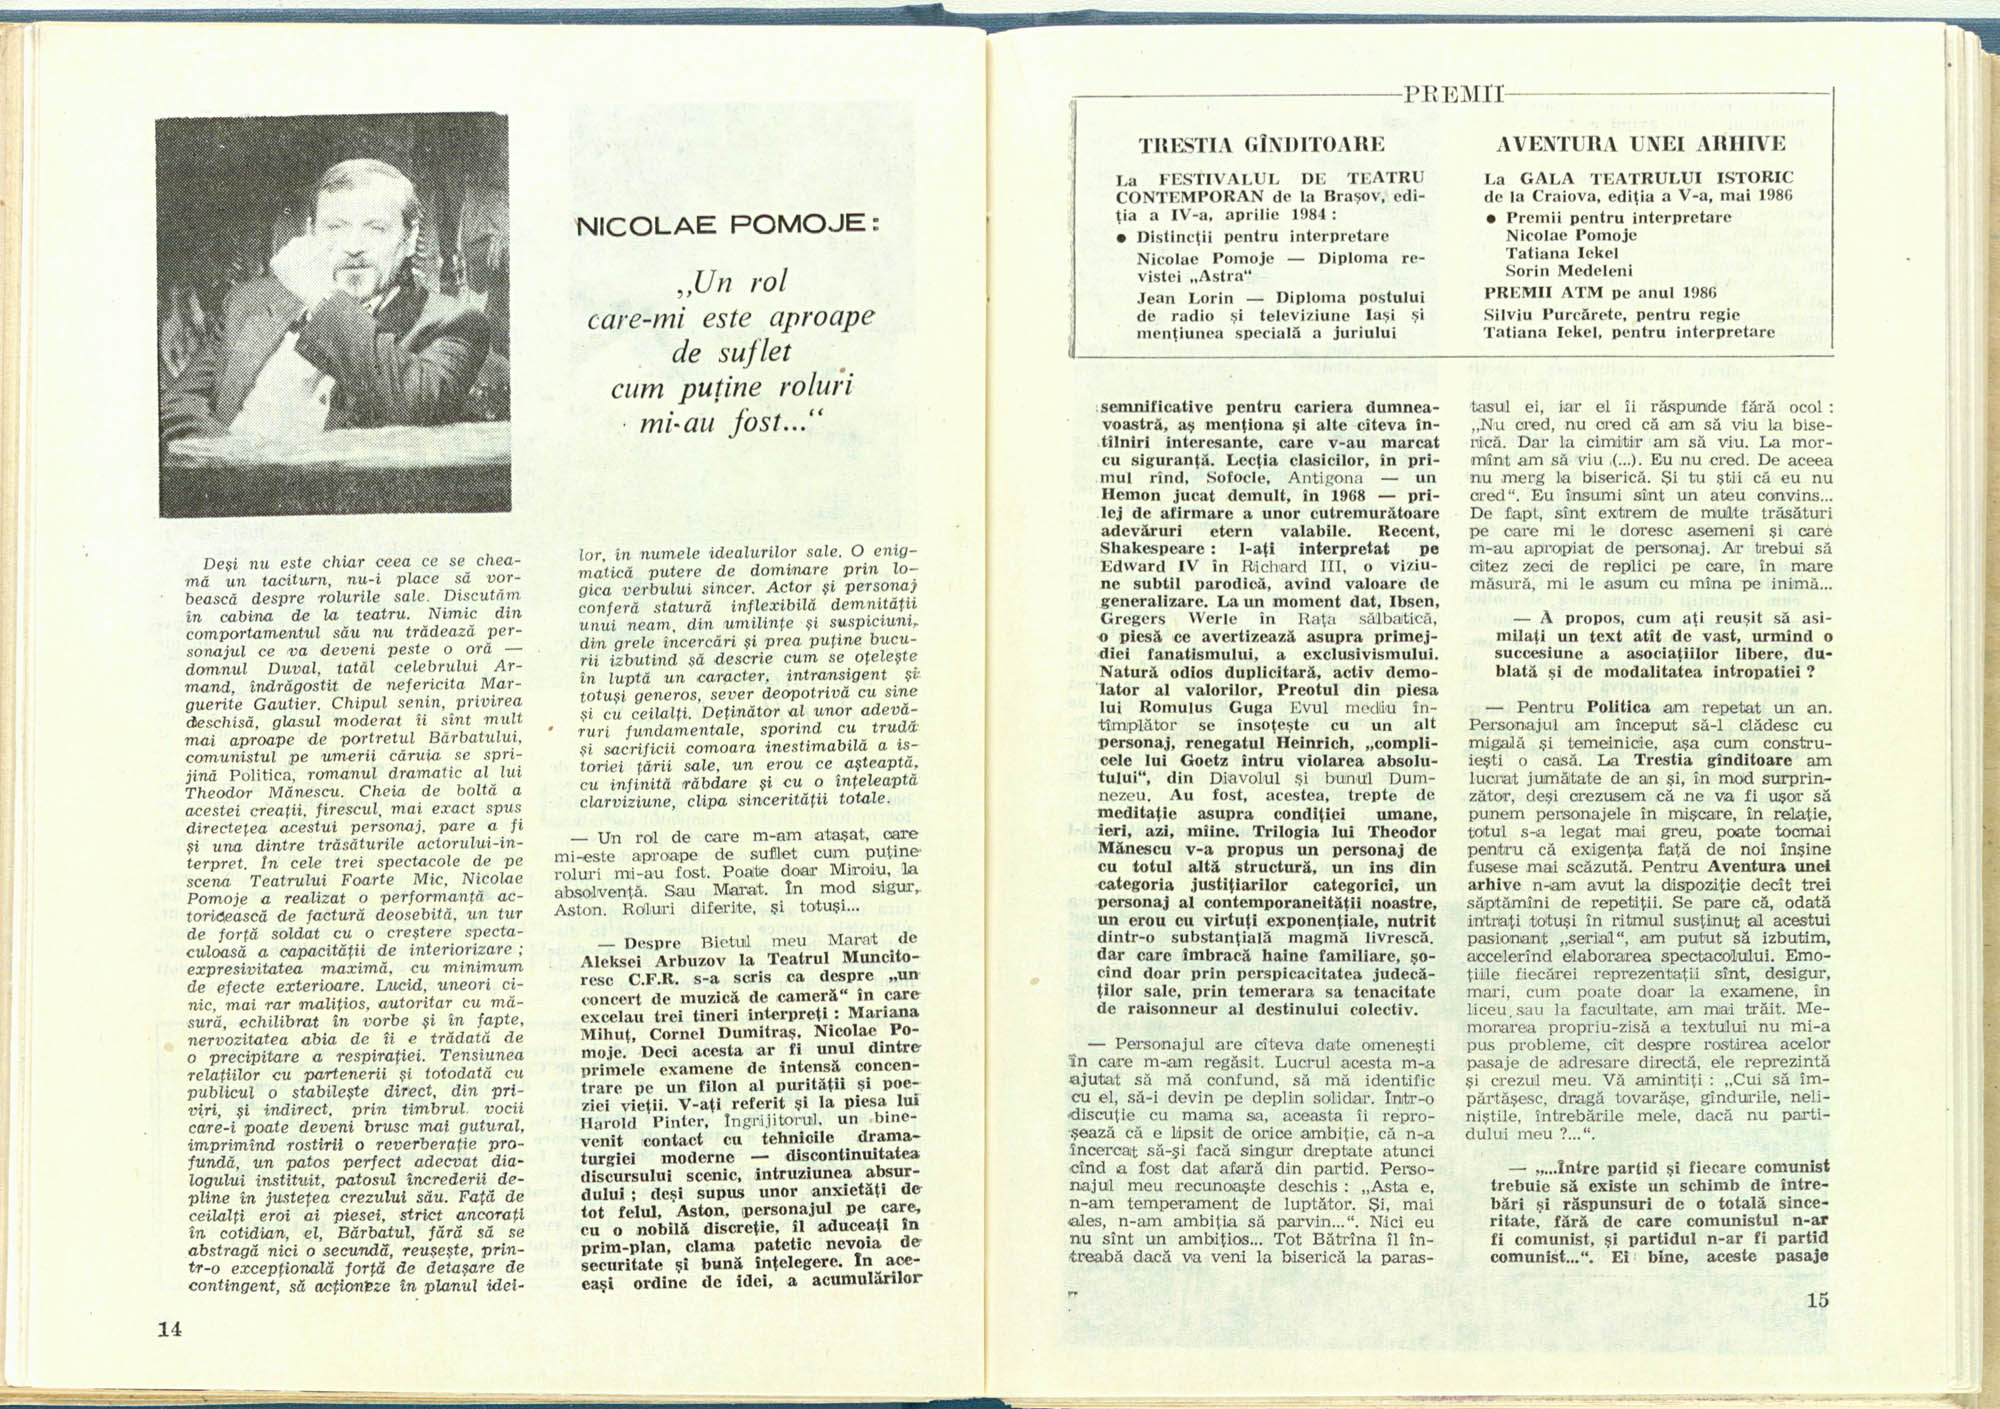 NICOLAE POMOJE:
„Un rol
care-mi este aproape
de suflet
cum puține roluri
mi-au fost...“
Deși nu este chiar ceea ce se chea-
mă un taciturn, nu-i place să vor-
bească despre rolurile sale. Discutăm
în cabina de la teatru. Nimic din
comportamentul său nu trădează per-
sonajul ce va deveni peste o oră —
domnul Duval, tatăl celebrului Ar-
mand, îndrăgostit de nefericita Mar-
guerite Gautier. Chipul senin, privirea
deschisă, glasul moderat îi sînt mult
mai aproape de portretul Bărbatului,
comunistul pe umerii căruia se spri-
jină Politica, romanul dramatic al lui
Theodor Mănescu. Cheia de boltă a
acestei creații, firescul, mai exact spus
directețea acestui personaj, pare a fi
și una dintre trăsăturile actorului-in-
terpret. În cele trei spectacole de pe
scena Teatrului Foarte Mic, Nicolae
Pomoje a realizat o performanță ac-
toricească de factură deosebită, un tur
de forță soldat cu o creștere specta-
culoasă a capacității de interiorizare ;
expresivitatea maximă, cu minimum
de efecte exterioare. Lucid, uneori ci-
nic, mai rar malițios, autoritar cu mă-
sură, echilibrat în vorbe și în fapte,
nervozitatea abia de îi e trădată de
o precipitare a respirației. Tensiunea
relațiilor cu partenerii și totodată cu
publicul o stabilește direct, din pri-
viri, și indirect, prin timbrul vocii
care-i poate deveni brusc mai gutural,
imprimînd rostirii o reverberație pro-
fundă, un patos perfect adecvat dia-
logului instituit, patosul încrederii de-
pline în justețea crezului său. Față de
ceilalți eroi ai piesei, strict ancorați
în cotidian, el, Bărbatul, fără să se
abstragă nici o secundă, reușește, prin-
tr-o excepțională forță de detașare de
contingent, să acționeze în planul idei-
lor, în numele idealurilor sale. O enig-
matică putere de dominare prin lo-
gica verbului sincer. Actor și personaj
conferă statură inflexibilă demnității
unui neam, din umilințe și suspiciuni,
din grele încercări și prea puține bucu-
rii izbutind să descrie cum se oțelește
în luptă un caracter, intransigent și
totuși generos, sever deopotrivă cu sine
și cu ceilalți. Deținător al unor adevă-
ruri fundamentale, sporind cu trudă
și sacrificii comoara inestimabilă a is-
toriei țării sale, un erou ce așteaptă,
cu infinită răbdare și cu o înțeleaptă
clarviziune, clipa sincerității totale.
— Un rol de care m-am atașat, care
mi-este aproape de suflet cum puține
roluri mi-au fost. Poate doar Miroiu, la
absolvență. Sau Marat. În mod sigur,
Aston. Roluri diferite, și totuși...
— Despre Bietul meu Marat de
Aleksei Arbuzov la Teatrul Muncito-
resc C.F.R. s-a scris ca despre „un
concert de muzică de cameră“ în care
excelau trei tineri interpreți : Mariana
Mihuț, Cornel Dumitraș, Nicolae Po-
moje. Deci acesta ar fi unul dintre
primele examene de intensă concen-
trare pe un filon al purității și poe-
ziei vieții. V-ați referit și la piesa lui
Harold Pinter, Îngrijitorul, un bine-
venit contact cu tehnicile drama-
turgiei moderne — discontinuitatea
discursului scenic, intruziunea absur-
dului ; deși supus unor anxietăți de
tot felul, Aston, personajul pe care,
cu o nobilă discreție, îl aduceați în
prim-plan, clama patetic nevoia de
securitate și bună înțelegere. În ace-
eași ordine de idei, a acumulărilor
14
PREMII
TRESTIA GÎNDITOARE
La FESTIVALUL DE TEATRU
CONTEMPORAN de la Brașov, edi-
ția a IV-a, aprilie 1984 :
● Distincții pentru interpretare
Nicolae Pomoje — Diploma re-
vistei „Astra“
Jean Lorin — Diploma postului
de radio și televiziune Iași și
mențiunea specială a juriului
AVENTURA UNEI ARHIVE
La GALA TEATRULUI ISTORIC
de la Craiova, ediția a V-a, mai 1986
● Premii pentru interpretare
Nicolae Pomoje
Tatiana Iekel
Sorin Medeleni
PREMII ATM pe anul 1986
Silviu Purcărete, pentru regie
Tatiana Iekel, pentru interpretare
semnificative pentru cariera dumnea-
voastră, aș menționa și alte cîteva în-
tîlniri interesante, care v-au marcat
cu siguranță. Lecția clasicilor, în pri-
mul rînd, Sofocle, Antigona — un
Hemon jucat demult, în 1968 — pri-
lej de afirmare a unor cutremurătoare
adevăruri etern valabile. Recent,
Shakespeare : l-ați interpretat pe
Edward IV în Richard III, o viziu-
ne subtil parodică, avînd valoare de
generalizare. La un moment dat, Ibsen,
Gregers Werle în Rața sălbatică,
o piesă ce avertizează asupra primej-
diei fanatismului, a exclusivismului.
Natură odios duplicitară, activ demo-
lator al valorilor, Preotul din piesa
lui Romulus Guga Evul mediu în-
tîmplător se însoțește cu un alt
personaj, renegatul Heinrich, „compli-
cele lui Goetz întru violarea absolu-
tului“, din Diavolul și bunul Dum-
nezeu. Au fost, acestea, trepte de
meditație asupra condiției umane,
ieri, azi, mîine. Trilogia lui Theodor
Mănescu v-a propus un personaj de
cu totul altă structură, un ins din
categoria justițiarilor categorici, un
personaj al contemporaneității noastre,
un erou cu virtuți exponențiale, nutrit
dintr-o substanțială magmă livrescă,
dar care îmbracă haine familiare, șo-
cînd doar prin perspicacitatea judecă-
ților sale, prin temerara sa tenacitate
de raisonneur al destinului colectiv.
— Personajul are cîteva date omenești
în care m-am regăsit. Lucrul acesta m-a
ajutat să mă confund, să mă identific
cu el, să-i devin pe deplin solidar. Într-o
discuție cu mama sa, aceasta îi repro-
șează că e lipsit de orice ambiție, că n-a
încercat să-și facă singur dreptate atunci
cînd a fost dat afară din partid. Perso-
najul meu recunoaște deschis : „Asta e,
n-am temperament de luptător. Și, mai
ales, n-am ambiția să parvin...“. Nici eu
nu sînt un ambițios... Tot Bătrîna îl în-
treabă dacă va veni la biserică la paras-
tasul ei, iar el îi răspunde fără ocol :
„Nu cred, nu cred că am să viu la bise-
rică. Dar la cimitir am să viu. La mor-
mînt am să viu (...). Eu nu cred. De aceea
nu merg la biserică. Și tu știi că eu nu
cred“. Eu însumi sînt un ateu convins...
De fapt, sînt extrem de multe trăsături
pe care mi le doresc asemeni și care
m-au apropiat de personaj. Ar trebui să
citez zeci de replici pe care, în mare
măsură, mi le asum cu mîna pe inimă...
— A propos, cum ați reușit să asi-
milați un text atît de vast, urmînd o
succesiune a asociațiilor libere, du-
blată și de modalitatea intropatiei ?
— Pentru Politica am repetat un an.
Personajul am început să-l clădesc cu
migală și temeinicie, așa cum constru-
iești o casă. La Trestia gînditoare am
lucrat jumătate de an și, în mod surprin-
zător, deși crezusem că ne va fi ușor să
punem personajele în mișcare, în relație,
totul s-a legat mai greu, poate tocmai
pentru că exigența față de noi înșine
fusese mai scăzută. Pentru Aventura unei
arhive n-am avut la dispoziție decît trei
săptămîni de repetiții. Se pare că, odată
intrați totuși în ritmul susținut al acestui
pasionant „serial“, am putut să izbutim,
accelerînd elaborarea spectacolului. Emo-
țiile fiecărei reprezentații sînt, desigur,
mari, cum poate doar la examene, în
liceu sau la facultate, am mai trăit. Me-
morarea propriu-zisă a textului nu mi-a
pus probleme, cît despre rostirea acelor
pasaje de adresare directă, ele reprezintă
și crezul meu. Vă amintiți : „Cui să îm-
părtășesc, dragă tovarășe, gîndurile, neli-
niștile, întrebările mele, dacă nu parti-
dului meu ?...“.
— „...Între partid și fiecare comunist
trebuie să existe un schimb de între-
bări și răspunsuri de o totală since-
ritate, fără de care comunistul n-ar
fi comunist, și partidul n-ar fi partid
comunist...“. Ei bine, aceste pasaje
15